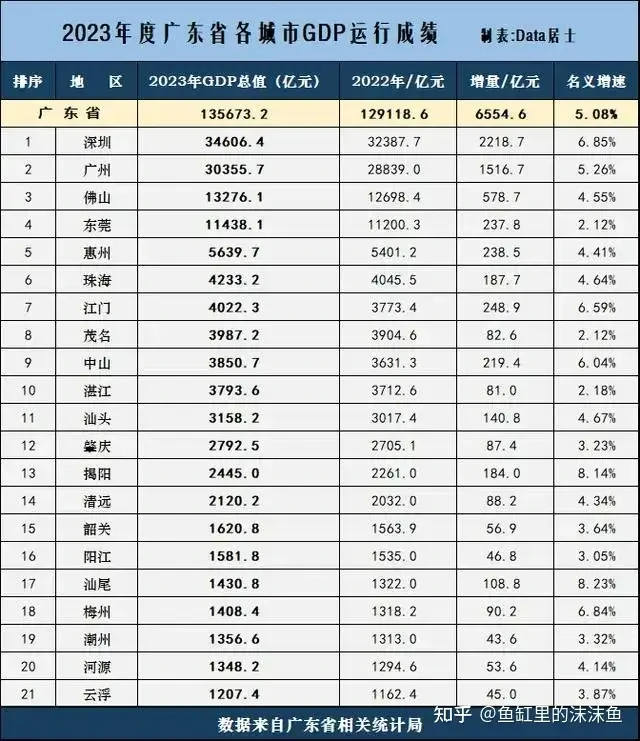 2023年度广东省各城市GDP运行成绩 制表:Data居士
排序 地 区 2023年GDP总值（亿元） 2022年/亿元 增量/亿元 名义增速
广 东 省 135673.2 129118.6 6554.6 5.08%
1 深圳 34606.4 32387.7 2218.7 6.85%
2 广州 30355.7 28839.0 1516.7 5.26%
3 佛山 13276.1 12698.4 578.7 4.55%
4 东莞 11438.1 11200.3 237.8 2.12%
5 惠州 5639.7 5401.2 238.5 4.41%
6 珠海 4233.2 4045.5 187.7 4.64%
7 江门 4022.3 3773.4 248.9 6.59%
8 茂名 3987.2 3904.6 82.6 2.12%
9 中山 3850.7 3631.3 219.4 6.04%
10 湛江 3793.6 3712.6 81.0 2.18%
11 汕头 3158.2 3017.4 140.8 4.67%
12 肇庆 2792.5 2705.1 87.4 3.23%
13 揭阳 2445.0 2261.0 184.0 8.14%
14 清远 2120.2 2032.0 88.2 4.34%
15 韶关 1620.8 1563.9 56.9 3.64%
16 阳江 1581.8 1535.0 46.8 3.05%
17 汕尾 1430.8 1322.0 108.8 8.23%
18 梅州 1408.4 1318.2 90.2 6.84%
19 潮州 1356.6 1313.0 43.6 3.32%
20 河源 1348.2 1294.6 53.6 4.14%
21 云浮 1207.4 1162.4 45.0 3.87%
数据来自广东省相关统计局
知乎 @鱼缸里的沫沫鱼